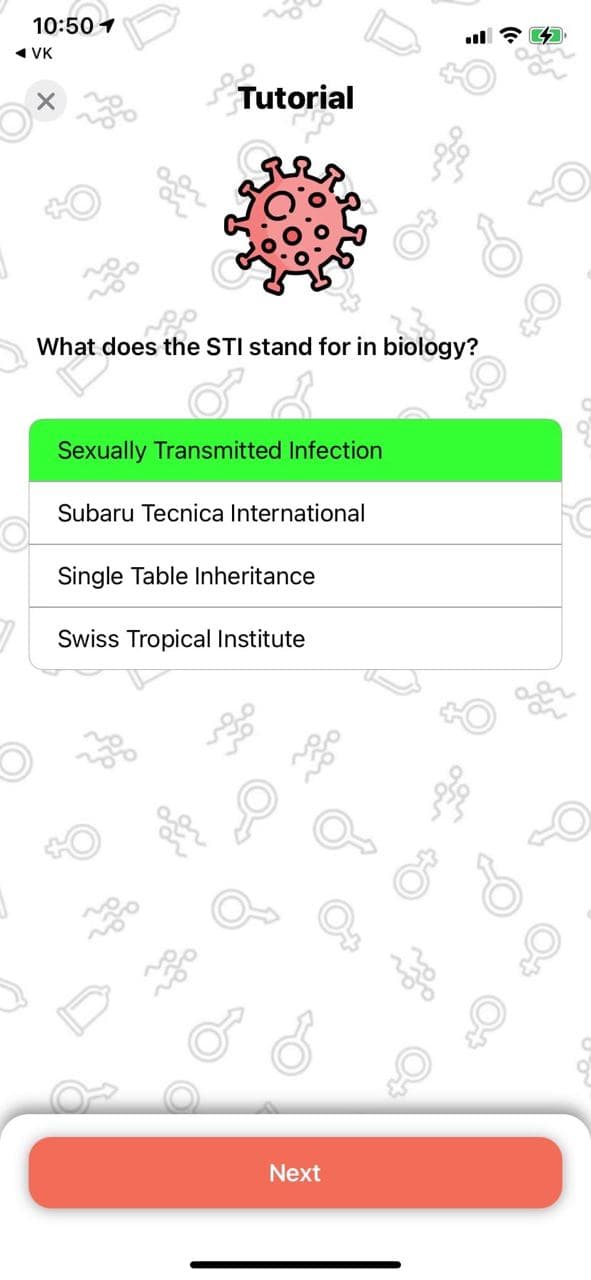 10:50
◀ VK
Tutorial
What does the STI stand for in biology?
Sexually Transmitted Infection
Subaru Tecnica International
Single Table Inheritance
Swiss Tropical Institute
Next